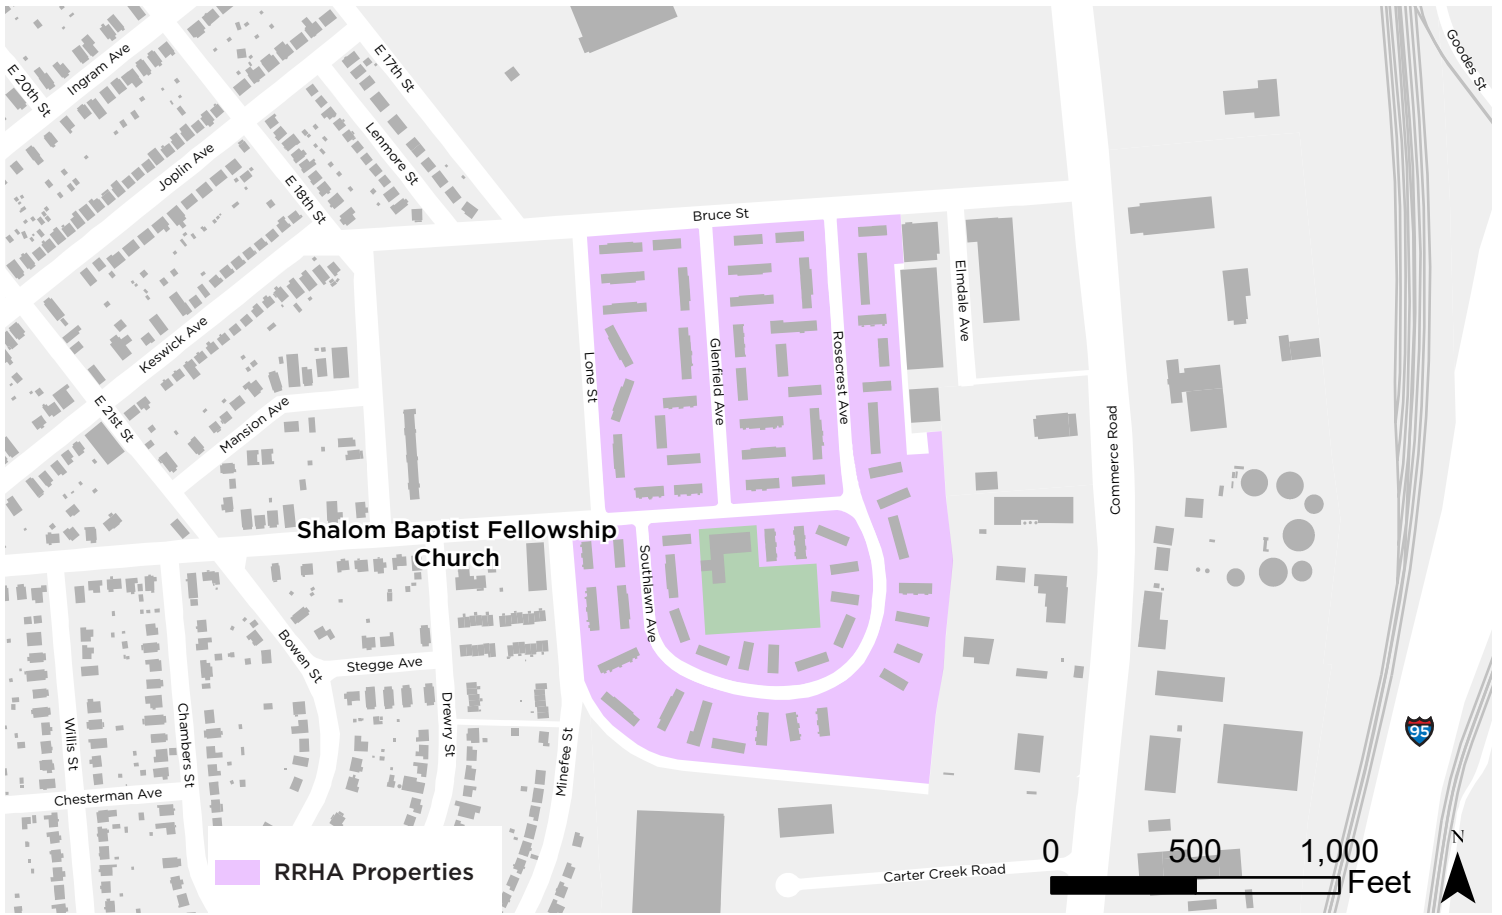 Ingram Ave
E 20th St
E 17th St
Goodes St
Lenmore St
Joplin Ave
E 18th St
Bruce St
Elmdale Ave
Keswick Ave
Lone St
Glenfield Ave
Rosecrest Ave
E 21st St
Mansion Ave
Commerce Road
Shalom Baptist Fellowship
Church
Southlawn Ave
Bowen St
Stegge Ave
Willis St
Chambers St
Drewry St
Minefee St
95
Chesterman Ave
RRHA Properties
Carter Creek Road
N
0 500 1,000
Feet